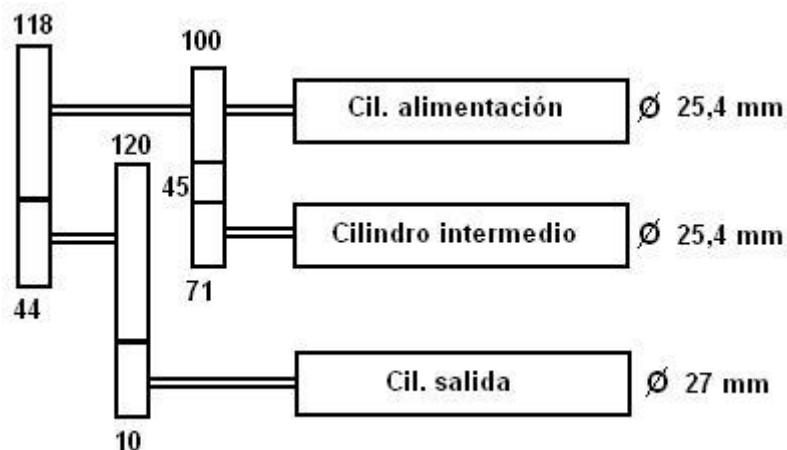 118
100
Cil. alimentación Ø 25,4 mm
120
45
Cilindro intermedio Ø 25,4 mm
44
71
Cil. salida Ø 27 mm
10